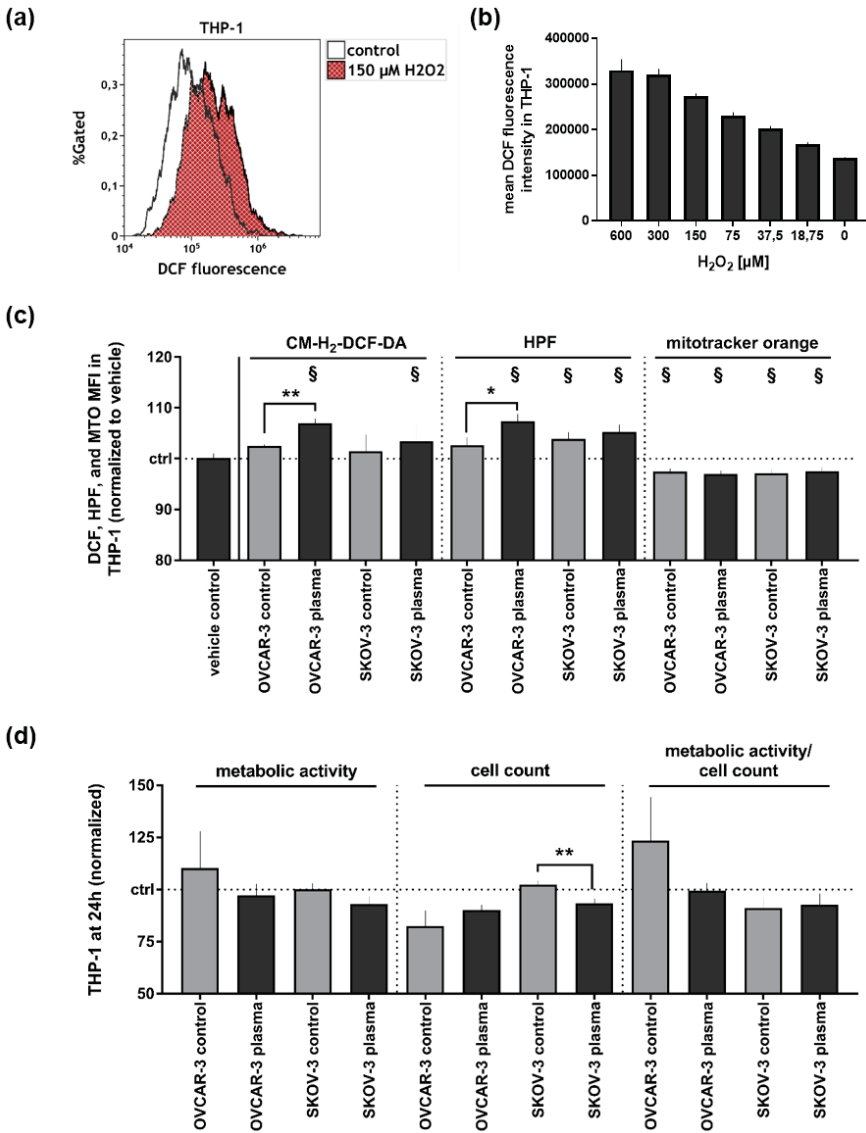 (a)
THP-1
control
150 µM H2O2
%Gated
0,3
0,2
0,1
0
10⁴
10⁵
10⁶
DCF fluorescence
(b)
mean DCF fluorescence
intensity in THP-1
400000
300000
200000
100000
0
600
300
150
75
37,5
18,75
0
H₂O₂ [µM]
(c)
DCF, HPF, and MTO MFI in
THP-1 (normalized to vehicle)
120
110
ctrl
90
80
CM-H₂-DCF-DA
HPF
mitotracker orange
§
§
§
§
§
§
§
§
§
**
*
vehicle control
OVCAR-3 control
OVCAR-3 plasma
SKOV-3 control
SKOV-3 plasma
OVCAR-3 control
OVCAR-3 plasma
SKOV-3 control
SKOV-3 plasma
OVCAR-3 control
OVCAR-3 plasma
SKOV-3 control
SKOV-3 plasma
(d)
THP-1 at 24h (normalized)
150
125
ctrl
75
50
metabolic activity
cell count
metabolic activity/
cell count
**
OVCAR-3 control
OVCAR-3 plasma
SKOV-3 control
SKOV-3 plasma
OVCAR-3 control
OVCAR-3 plasma
SKOV-3 control
SKOV-3 plasma
OVCAR-3 control
OVCAR-3 plasma
SKOV-3 control
SKOV-3 plasma